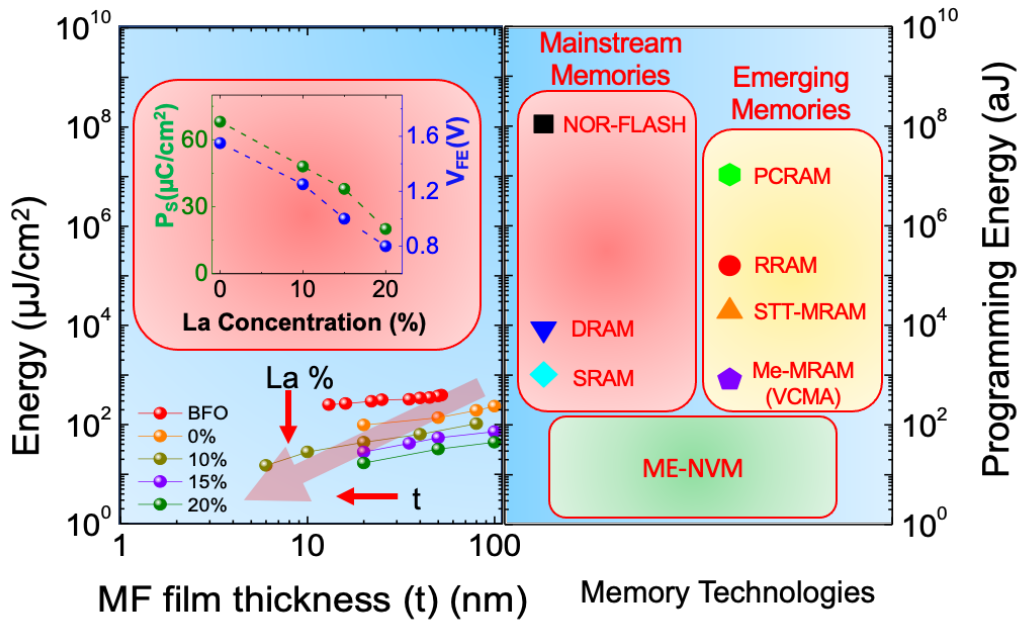 10^10
10^8
10^6
10^4
10^2
10^0
Energy (µJ/cm^2)
60
30
0
P_S(µC/cm^2)
1.6
1.2
0.8
V_FE(V)
0
10
20
La Concentration (%)
La %
BFO
0%
10%
15%
20%
t
1
10
100
MF film thickness (t) (nm)
Mainstream
Memories
NOR-FLASH
DRAM
SRAM
Emerging
Memories
PCRAM
RRAM
STT-MRAM
Me-MRAM
(VCMA)
ME-NVM
Memory Technologies
10^10
10^8
10^6
10^4
10^2
10^0
Programming Energy (aJ)